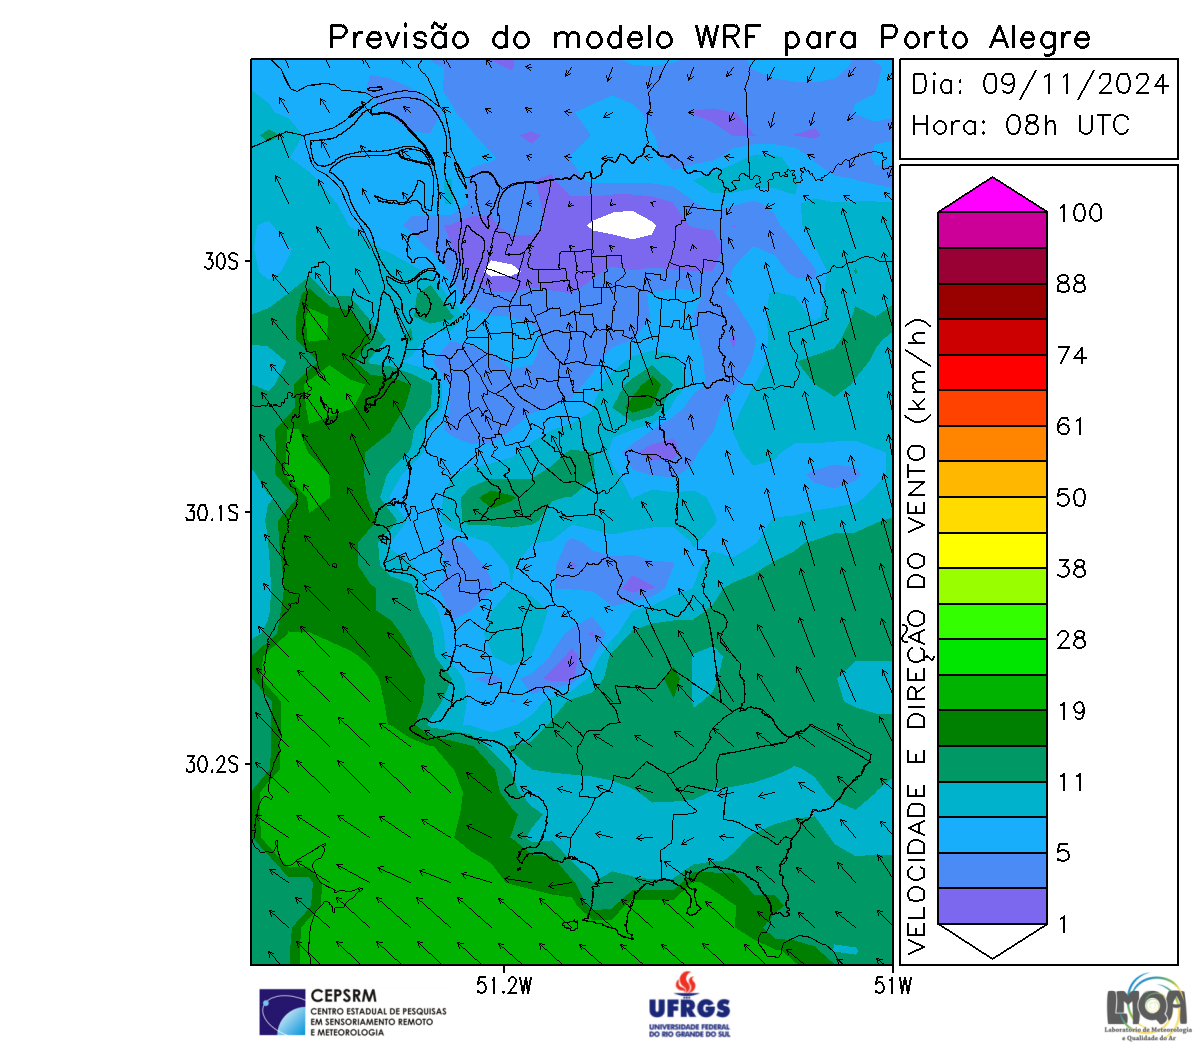 Previsão do modelo WRF para Porto Alegre
Dia: 09/11/2024
Hora: 08h UTC
30S
30.1S
30.2S
51.2W
51W
VELOCIDADE E DIREÇÃO DO VENTO (km/h)
100
88
74
61
50
38
28
19
11
5
1
CEPSRM
CENTRO ESTADUAL DE PESQUISAS
EM SENSORIAMENTO REMOTO
E METEOROLOGIA
UFRGS
UNIVERSIDADE FEDERAL
DO RIO GRANDE DO SUL
LMQA
Laboratório de Meteorologia
e Qualidade do Ar